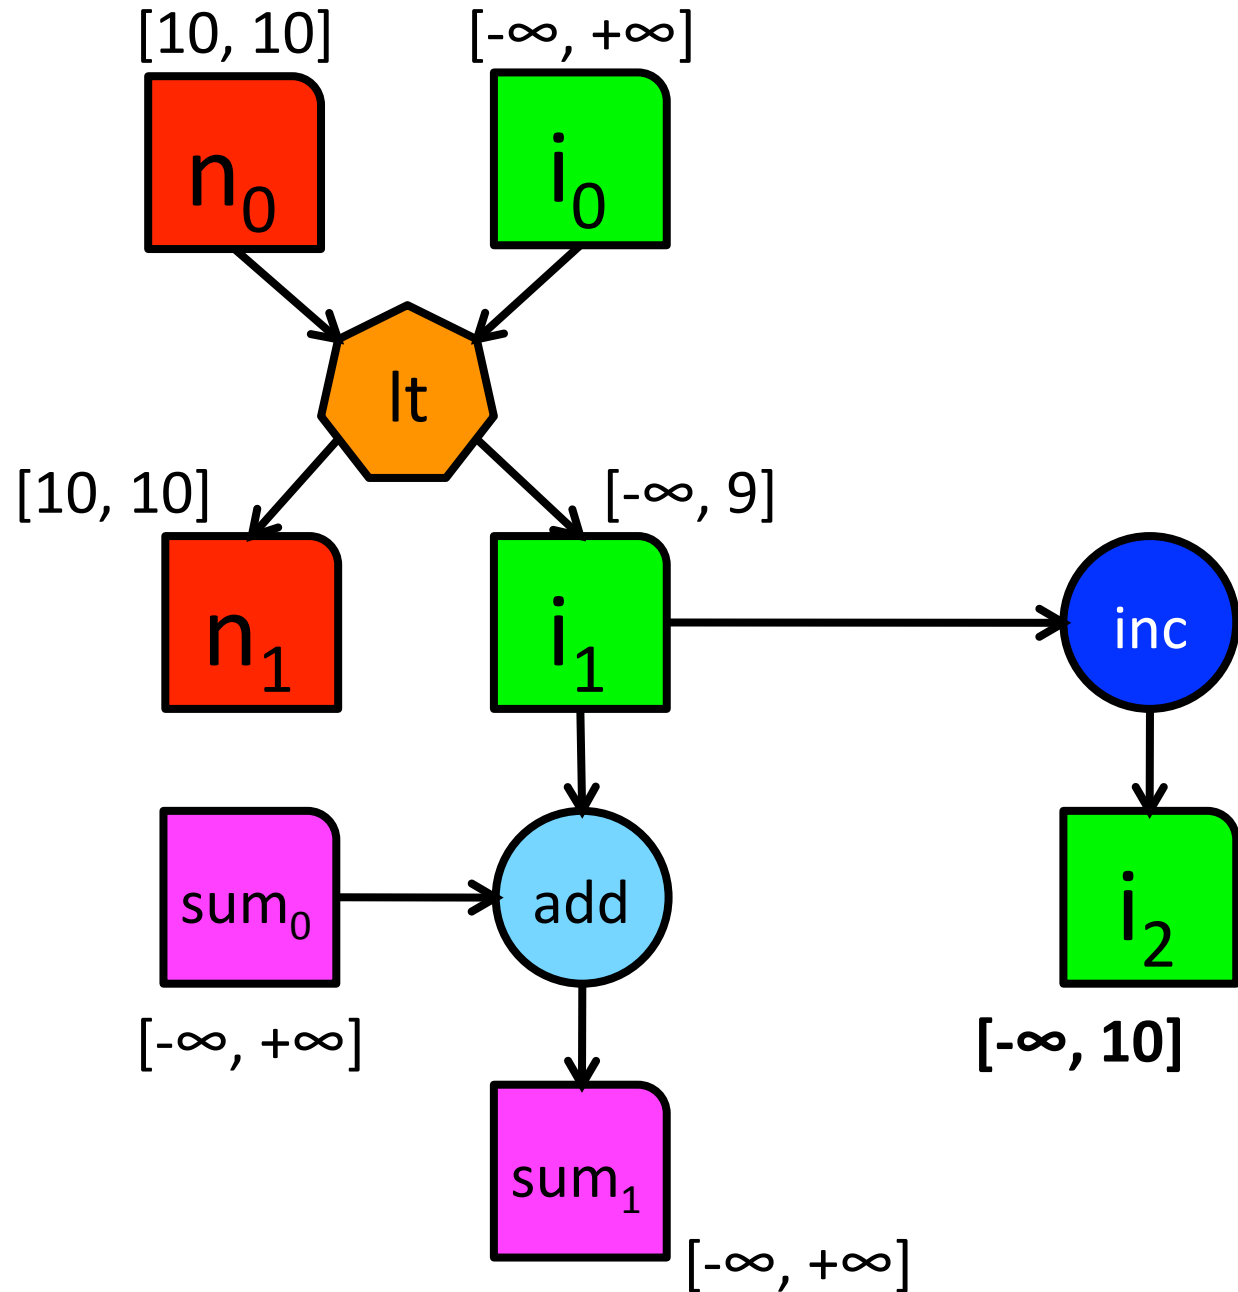 [10, 10]
[-∞, +∞]
n₀
i₀
lt
[10, 10]
[-∞, 9]
n₁
i₁
inc
sum₀
add
i₂
[-∞, +∞]
[-∞, 10]
sum₁
[-∞, +∞]